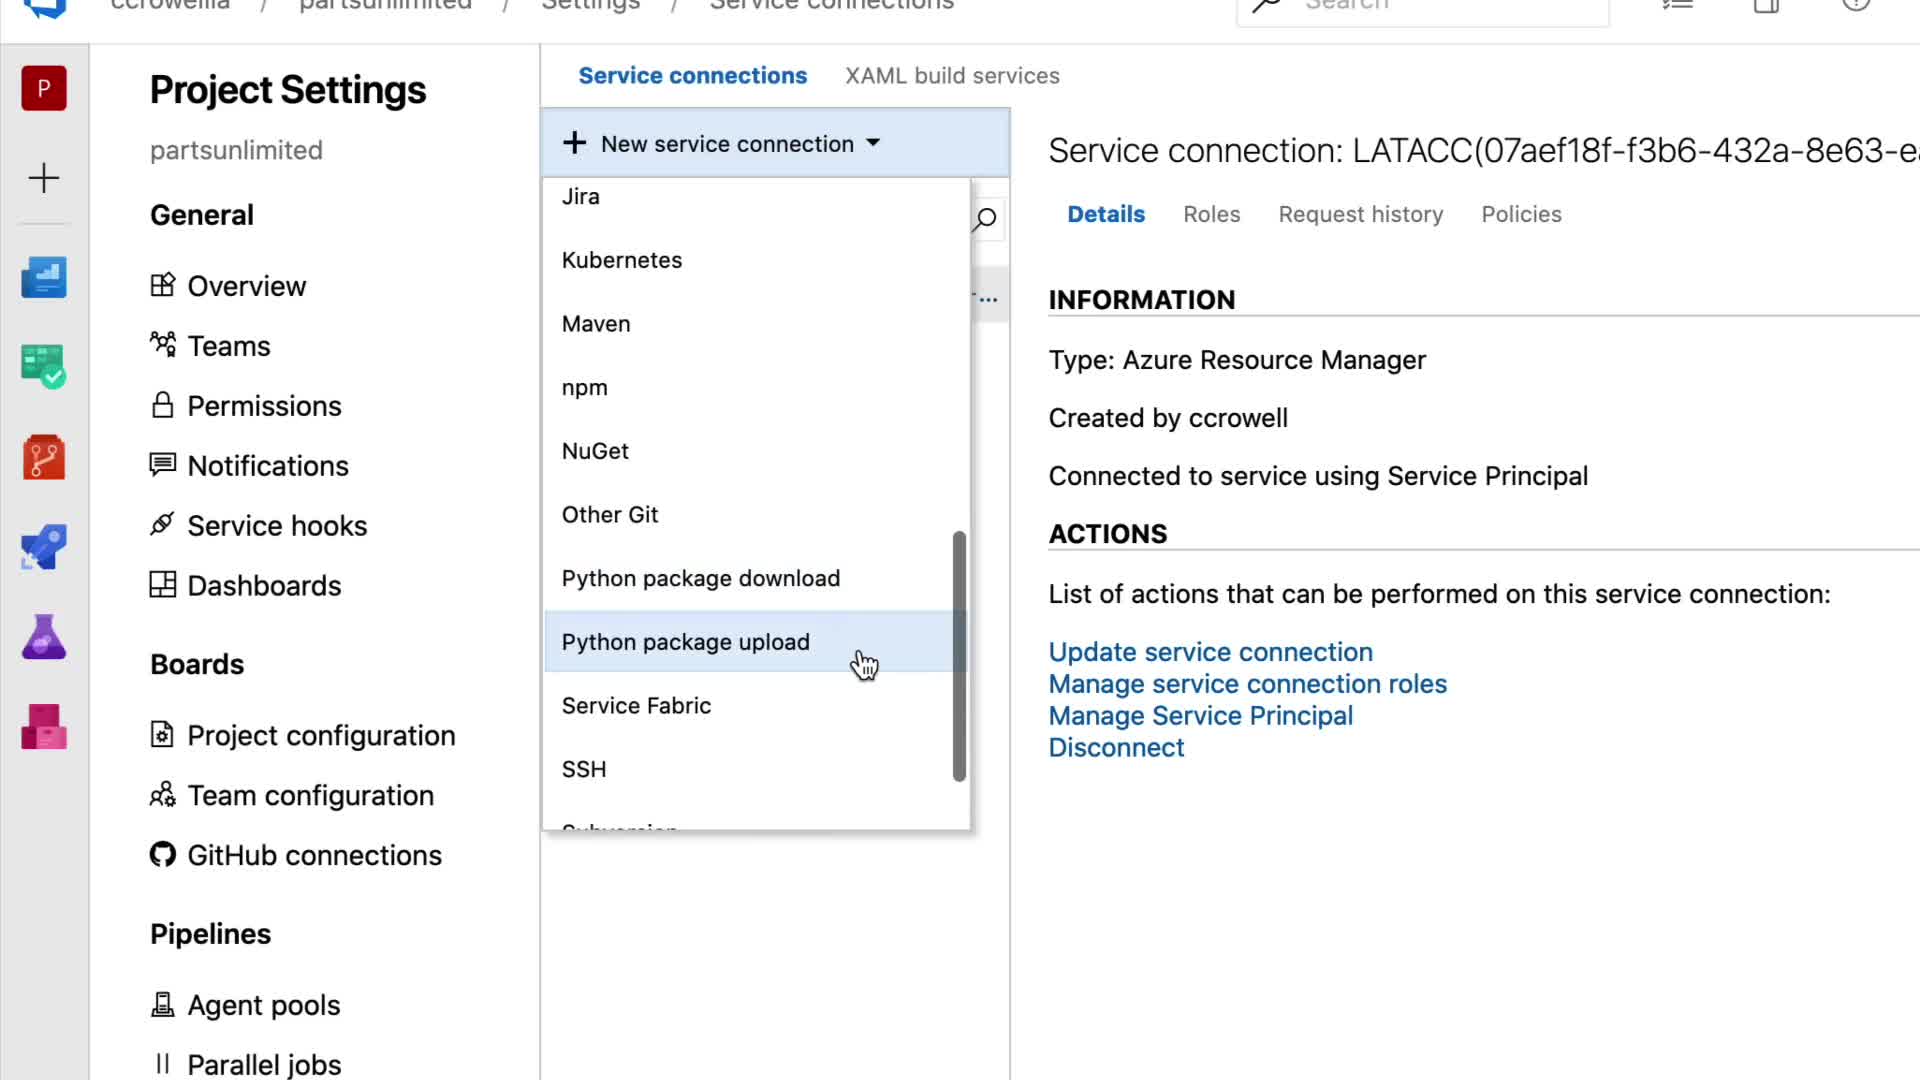 ccrowellla / partsunlimited / Settings / Service connections
Search
P
Project Settings
partsunlimited
General
Overview
Teams
Permissions
Notifications
Service hooks
Dashboards
Boards
Project configuration
Team configuration
GitHub connections
Pipelines
Agent pools
Parallel jobs
Service connections
XAML build services
New service connection
Jira
Kubernetes
Maven
npm
NuGet
Other Git
Python package download
Python package upload
Service Fabric
SSH
Subversion
Service connection: LATACC(07aef18f-f3b6-432a-8e63-ea
Details
Roles
Request history
Policies
INFORMATION
Type: Azure Resource Manager
Created by ccrowell
Connected to service using Service Principal
ACTIONS
List of actions that can be performed on this service connection:
Update service connection
Manage service connection roles
Manage Service Principal
Disconnect